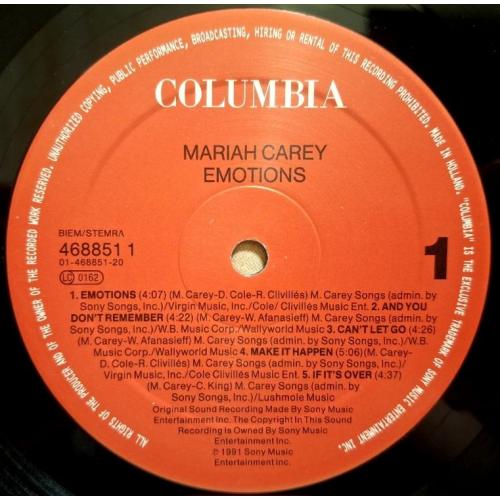 ALL RIGHTS OF THE PRODUCER AND OF THE OWNER OF THE RECORDED WORK RESERVED. UNAUTHORIZED COPYING, PUBLIC PERFORMANCE, BROADCASTING, HIRING OR RENTAL OF THIS RECORDING PROHIBITED. MADE IN HOLLAND. "COLUMBIA" IS THE EXCLUSIVE TRADEMARK OF SONY MUSIC ENTERTAINMENT INC.
COLUMBIA
MARIAH CAREY
EMOTIONS
BIEM/STEMRA
468851 1
01-468851-20
LC 0162
1
1. EMOTIONS (4:07) (M. Carey-D. Cole-R. Clivillés) M. Carey Songs (admin. by
Sony Songs, Inc.)/Virgin Music, Inc./Cole/ Clivilles Music Ent. 2. AND YOU
DON'T REMEMBER (4:22) (M. Carey-W. Afanasieff) M. Carey Songs (admin. by
Sony Songs, Inc.)/W.B. Music Corp./Wallyworld Music 3. CAN'T LET GO (4:26)
(M. Carey-W. Afanasieff) M. Carey Songs (admin. by Sony Songs, Inc.)/W.B.
Music Corp./Wallyworld Music 4. MAKE IT HAPPEN (5:06)(M. Carey-
D. Cole-R. Clivillés) M. Carey Songs (admin. by Sony Songs, Inc.)/
Virgin Music, Inc./Cole Clivillés Music Ent. 5. IF IT'S OVER (4:37)
(M. Carey-C. King) M. Carey Songs (admin. by
Sony Songs, Inc.)/Lushmole Music
Original Sound Recording Made By Sony Music
Entertainment Inc. The Copyright In This Sound
Recording is Owned By Sony Music
Entertainment Inc.
℗ 1991 Sony Music
Entertainment Inc.